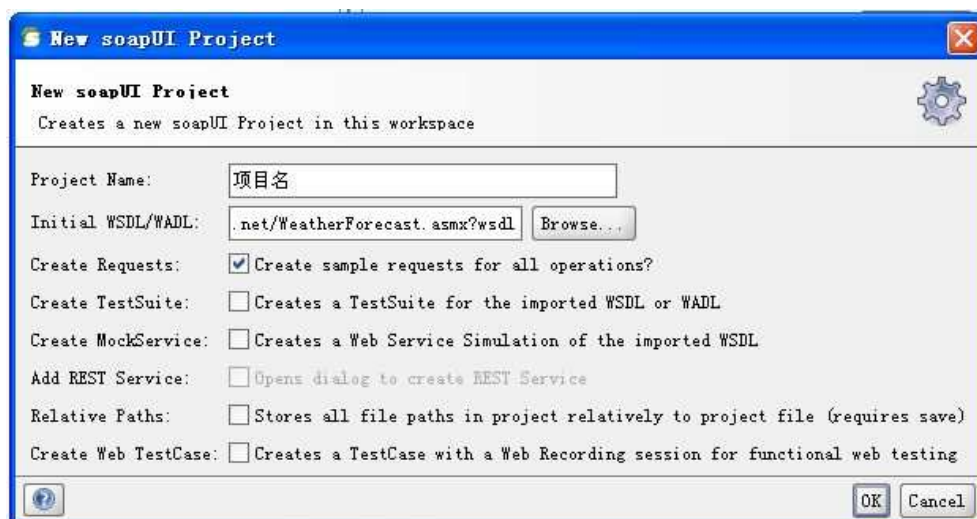 New soapUI Project
New soapUI Project
Creates a new soapUI Project in this workspace
Project Name: 项目名
Initial WSDL/WADL: .net/WeatherForecast.asmx?wsdl Browse...
Create Requests: Create sample requests for all operations?
Create TestSuite: Creates a TestSuite for the imported WSDL or WADL
Create MockService: Creates a Web Service Simulation of the imported WSDL
Add REST Service: Opens dialog to create REST Service
Relative Paths: Stores all file paths in project relatively to project file (requires save)
Create Web TestCase: Creates a TestCase with a Web Recording session for functional web testing
OK Cancel